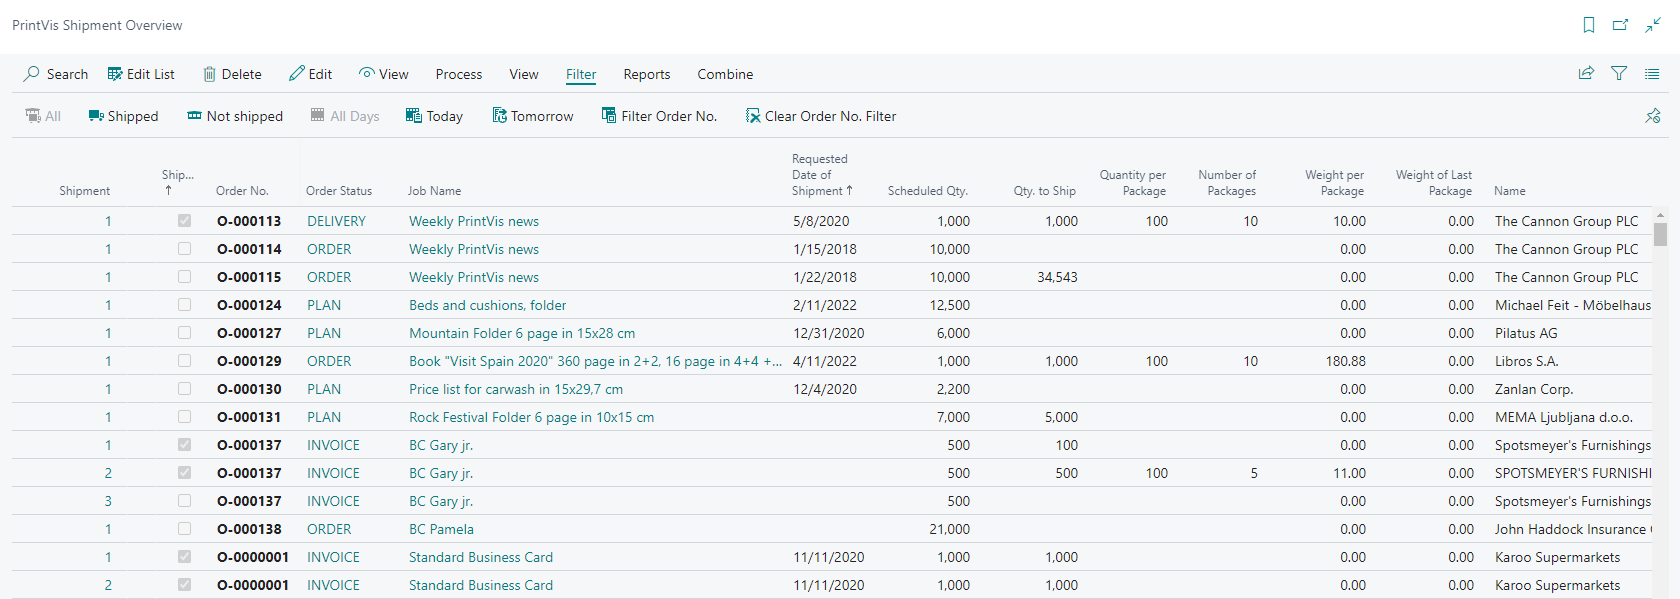 PrintVis Shipment Overview
Search Edit List Delete Edit View Process View Filter Reports Combine
All Shipped Not shipped All Days Today Tomorrow Filter Order No. Clear Order No. Filter
Shipment Ship... ↑ Order No. Order Status Job Name Requested Date of Shipment ↑ Scheduled Qty. Qty. to Ship Quantity per Package Number of Packages Weight per Package Weight of Last Package Name
1 O-000113 DELIVERY Weekly PrintVis news 5/8/2020 1,000 1,000 100 10 10.00 0.00 The Cannon Group PLC
1 O-000114 ORDER Weekly PrintVis news 1/15/2018 10,000 0.00 0.00 The Cannon Group PLC
1 O-000115 ORDER Weekly PrintVis news 1/22/2018 10,000 34,543 0.00 0.00 The Cannon Group PLC
1 O-000124 PLAN Beds and cushions, folder 2/11/2022 12,500 0.00 0.00 Michael Feit - Möbelhaus
1 O-000127 PLAN Mountain Folder 6 page in 15x28 cm 12/31/2020 6,000 0.00 0.00 Pilatus AG
1 O-000129 ORDER Book "Visit Spain 2020" 360 page in 2+2, 16 page in 4+4 +... 4/11/2022 1,000 1,000 100 10 180.88 0.00 Libros S.A.
1 O-000130 PLAN Price list for carwash in 15x29,7 cm 12/4/2020 2,200 0.00 0.00 Zanlan Corp.
1 O-000131 PLAN Rock Festival Folder 6 page in 10x15 cm 7,000 5,000 0.00 0.00 MEMA Ljubljana d.o.o.
1 O-000137 INVOICE BC Gary jr. 500 100 0.00 0.00 Spotsmeyer's Furnishings
2 O-000137 INVOICE BC Gary jr. 500 500 100 5 11.00 0.00 SPOTSMEYER'S FURNISHI
3 O-000137 INVOICE BC Gary jr. 500 0.00 0.00 Spotsmeyer's Furnishings
1 O-000138 ORDER BC Pamela 21,000 0.00 0.00 John Haddock Insurance
1 O-0000001 INVOICE Standard Business Card 11/11/2020 1,000 1,000 0.00 0.00 Karoo Supermarkets
2 O-0000001 INVOICE Standard Business Card 11/11/2020 1,000 1,000 0.00 0.00 Karoo Supermarkets